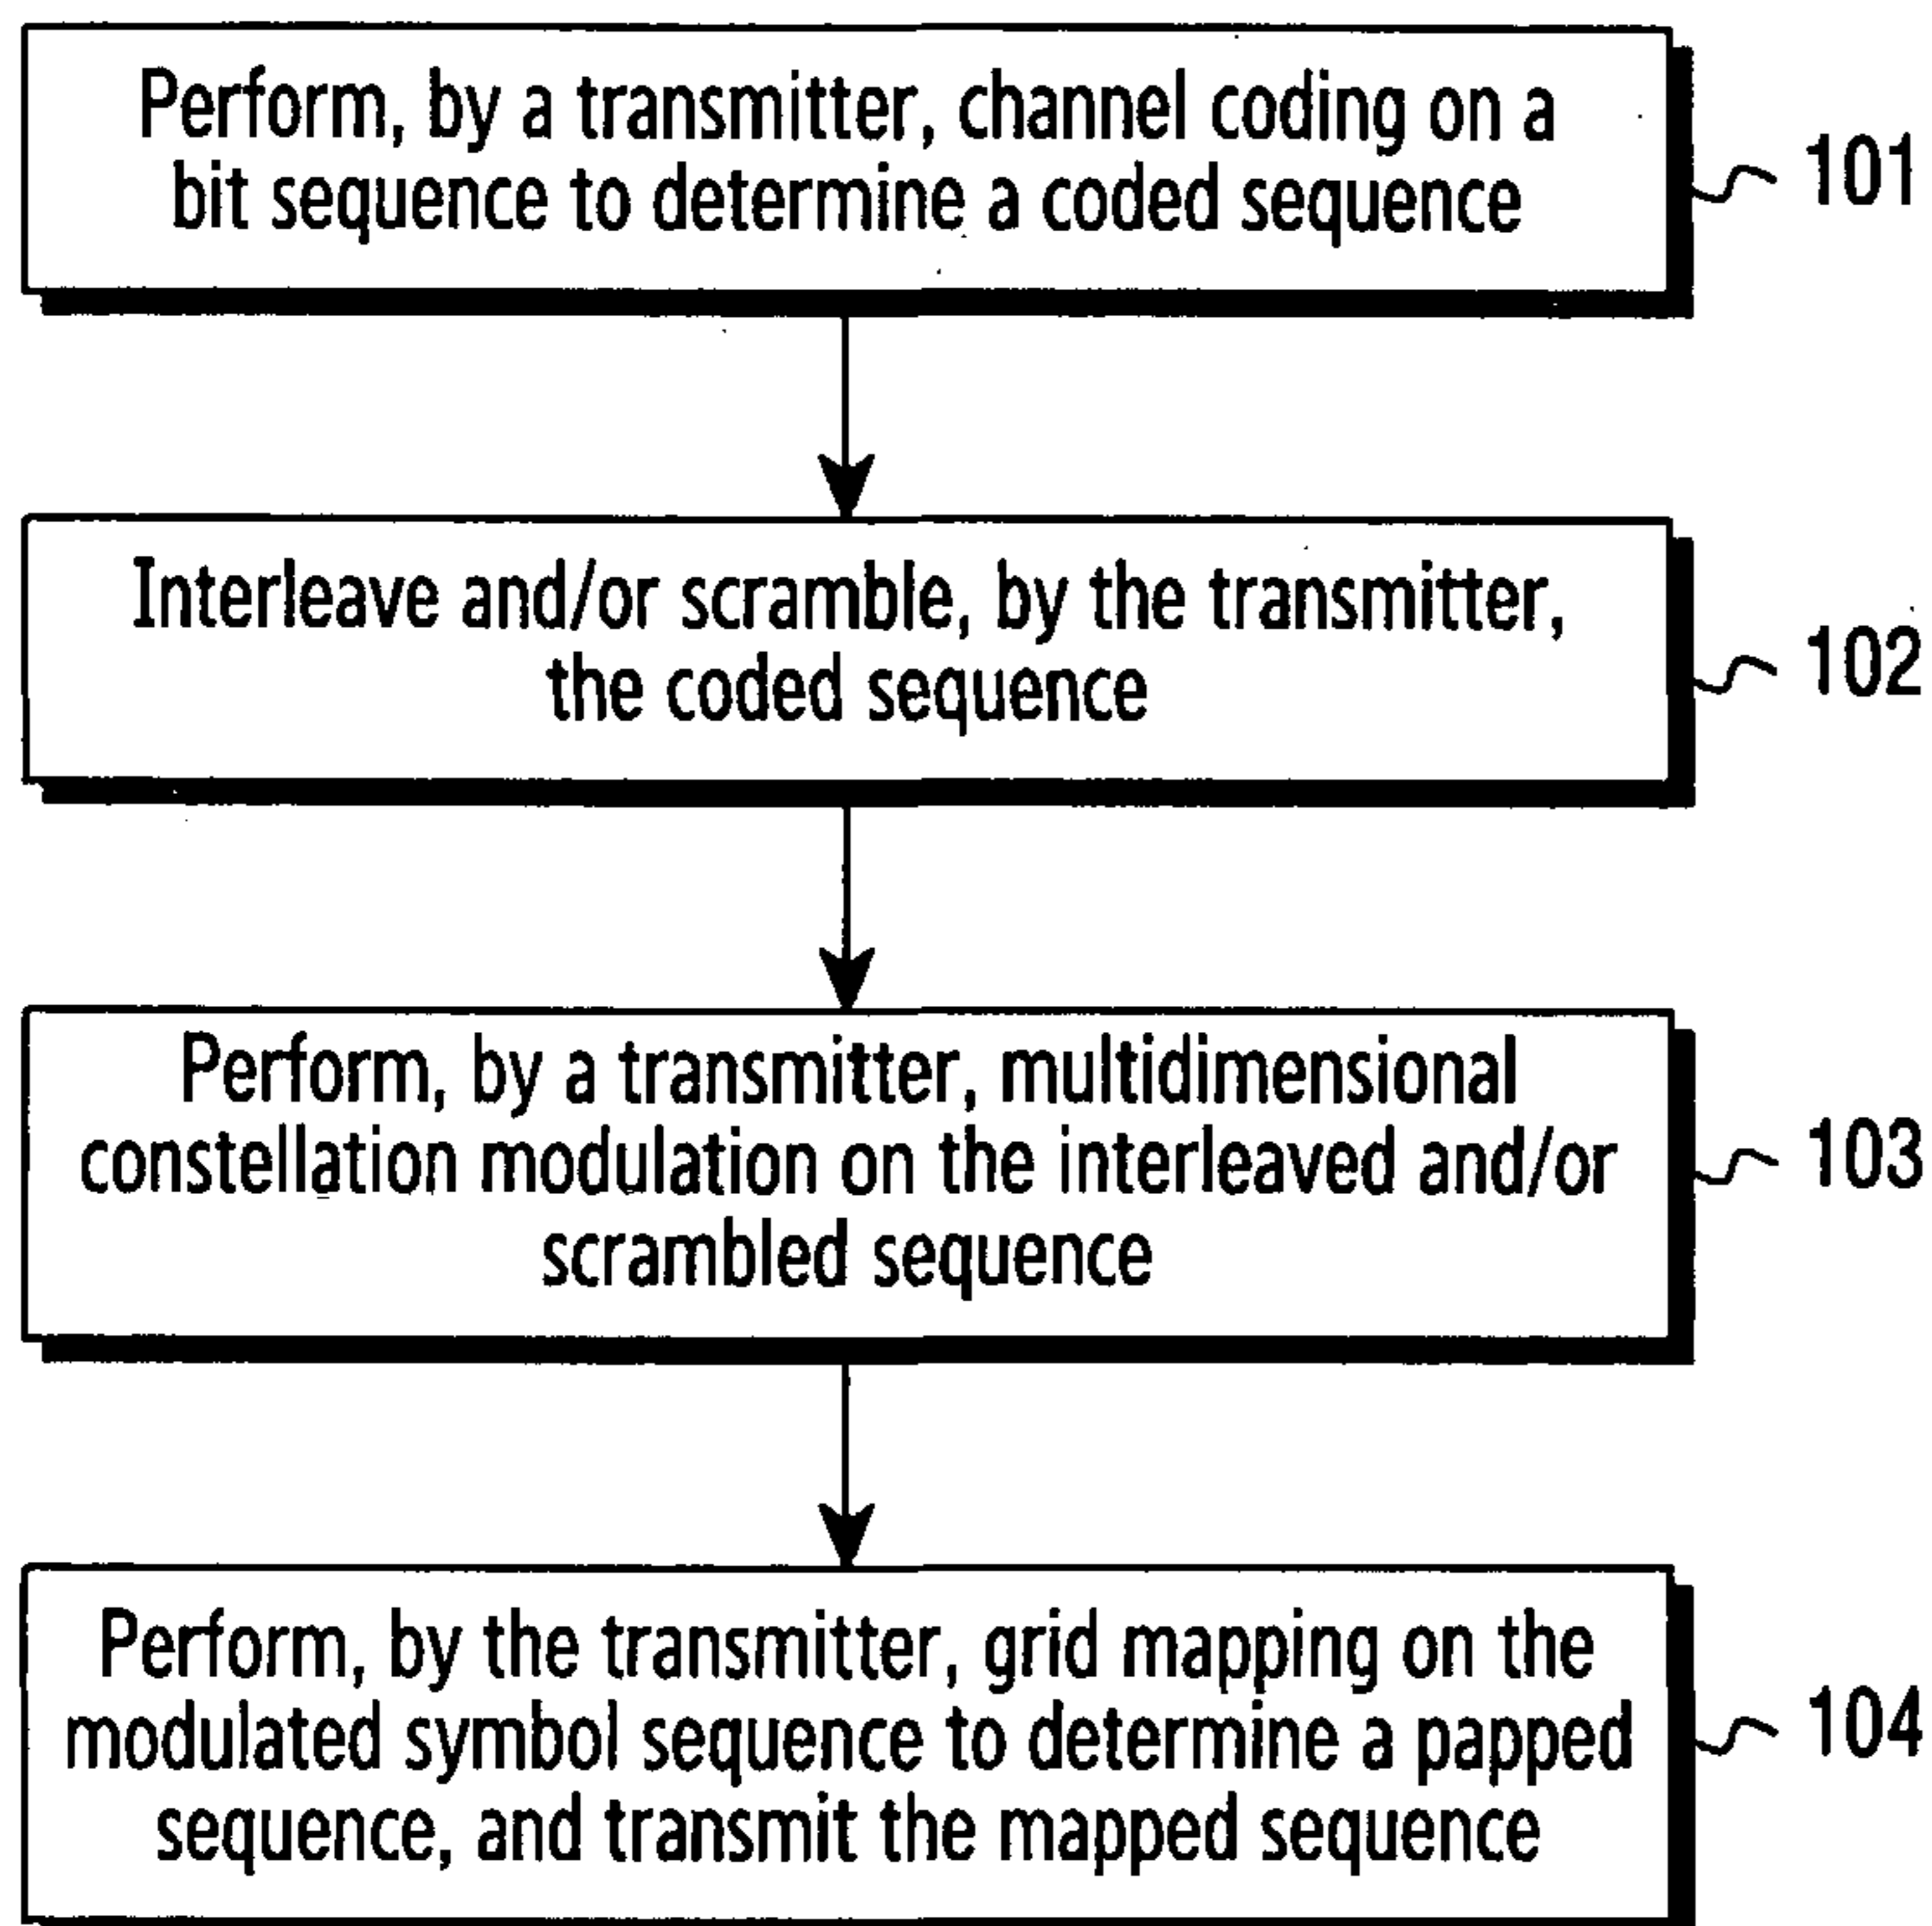 Perform, by a transmitter, channel coding on a
bit sequence to determine a coded sequence
101
Interleave and/or scramble, by the transmitter,
the coded sequence
102
Perform, by a transmitter, multidimensional
constellation modulation on the interleaved and/or
scrambled sequence
103
Perform, by the transmitter, grid mapping on the
modulated symbol sequence to determine a papped
sequence, and transmit the mapped sequence
104